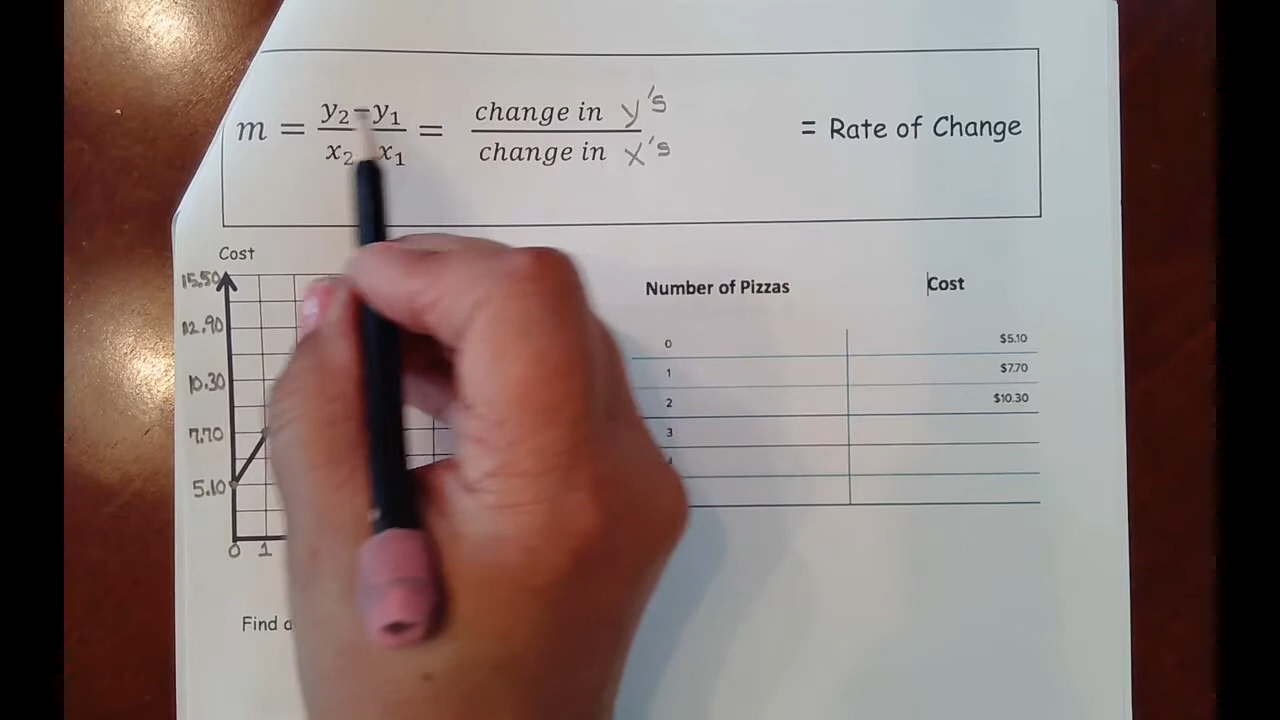 m = y₂ – y₁ / x₂ x₁ = change in y's / change in x's = Rate of Change
Cost
15.50
12.90
10.30
7.70
5.10
0 1
Number of Pizzas Cost
0 $5.10
1 $7.70
2 $10.30
3
Find a